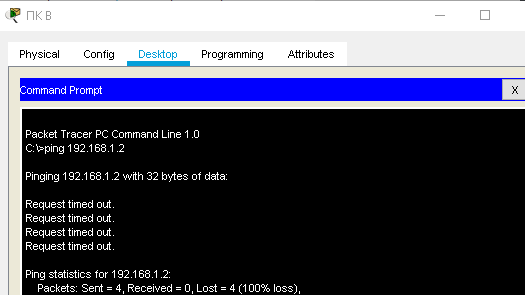 ПК B
Physical Config Desktop Programming Attributes
Command Prompt X
Packet Tracer PC Command Line 1.0
C:\>ping 192.168.1.2
Pinging 192.168.1.2 with 32 bytes of data:
Request timed out.
Request timed out.
Request timed out.
Request timed out.
Ping statistics for 192.168.1.2:
Packets: Sent = 4, Received = 0, Lost = 4 (100% loss),